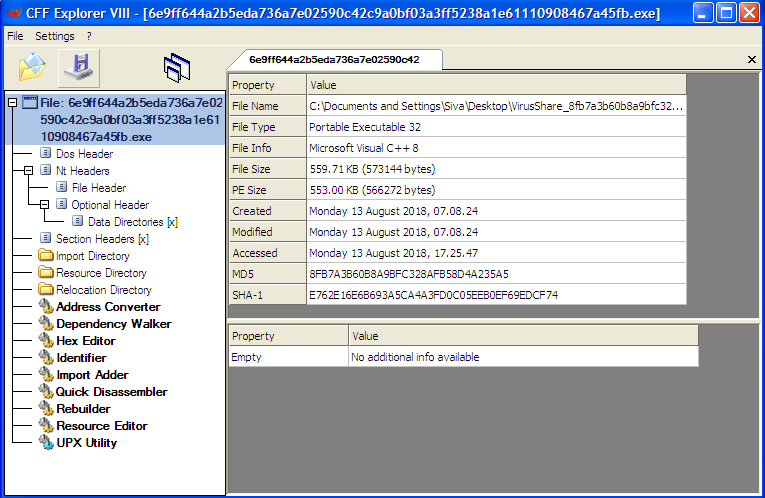 CFF Explorer VIII - [6e9ff644a2b5eda736a7e02590c42c9a0bf03a3ff5238a1e61110908467a45fb.exe]
File Settings ?
6e9ff644a2b5eda736a7e02590c42
File: 6e9ff644a2b5eda736a7e02
590c42c9a0bf03a3ff5238a1e61
110908467a45fb.exe
Dos Header
Nt Headers
File Header
Optional Header
Data Directories [x]
Section Headers [x]
Import Directory
Resource Directory
Relocation Directory
Address Converter
Dependency Walker
Hex Editor
Identifier
Import Adder
Quick Disassembler
Rebuilder
Resource Editor
UPX Utility
Property Value
File Name C:\Documents and Settings\Siva\Desktop\VirusShare_8fb7a3b60b8a9bfc32...
File Type Portable Executable 32
File Info Microsoft Visual C++ 8
File Size 559.71 KB (573144 bytes)
PE Size 553.00 KB (566272 bytes)
Created Monday 13 August 2018, 07.08.24
Modified Monday 13 August 2018, 07.08.24
Accessed Monday 13 August 2018, 17.25.47
MD5 8FB7A3B60B8A9BFC328AFB58D4A235A5
SHA-1 E762E16E6B693A5CA4A3FD0C05EEB0EF69EDCF74
Property Value
Empty No additional info available